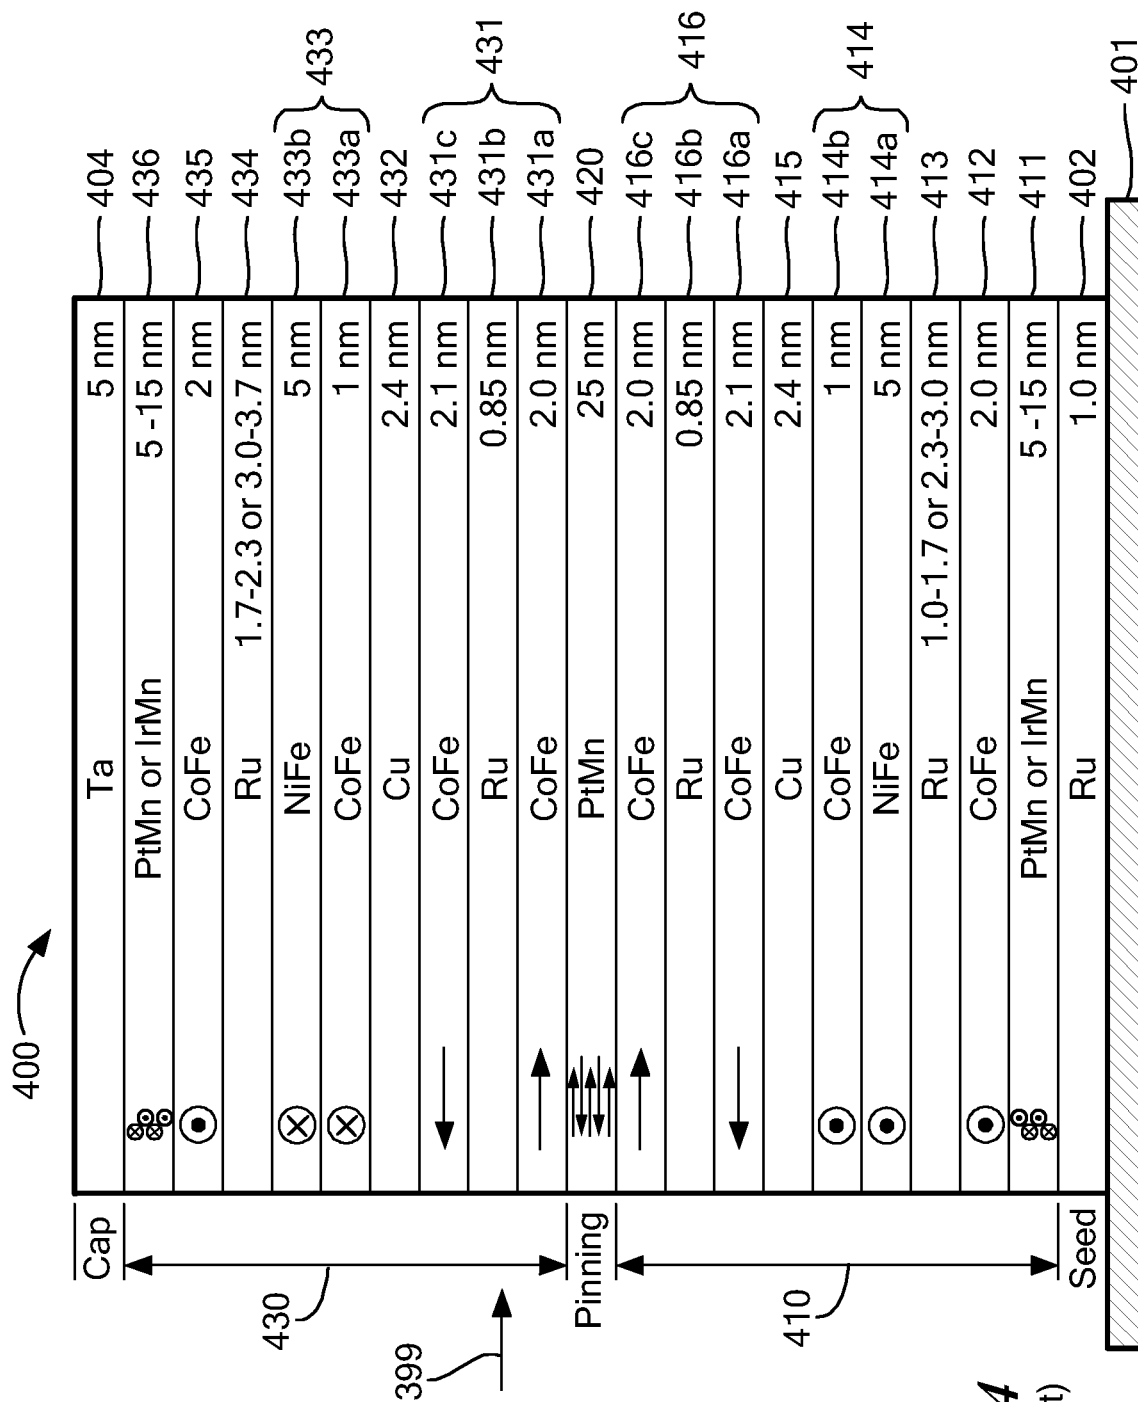 400
Cap
Ta
5 nm
404
PtMn or IrMn
5 -15 nm
436
CoFe
2 nm
435
Ru
1.7-2.3 or 3.0-3.7 nm
434
NiFe
5 nm
433b
CoFe
1 nm
433a
433
Cu
2.4 nm
432
CoFe
2.1 nm
431c
Ru
0.85 nm
431b
CoFe
2.0 nm
431a
431
430
399
Pinning
PtMn
25 nm
420
CoFe
2.0 nm
416c
Ru
0.85 nm
416b
CoFe
2.1 nm
416a
416
Cu
2.4 nm
415
CoFe
1 nm
414b
NiFe
5 nm
414a
414
Ru
1.0-1.7 or 2.3-3.0 nm
413
CoFe
2.0 nm
412
PtMn or IrMn
5 -15 nm
411
410
Seed
Ru
1.0 nm
402
401
4